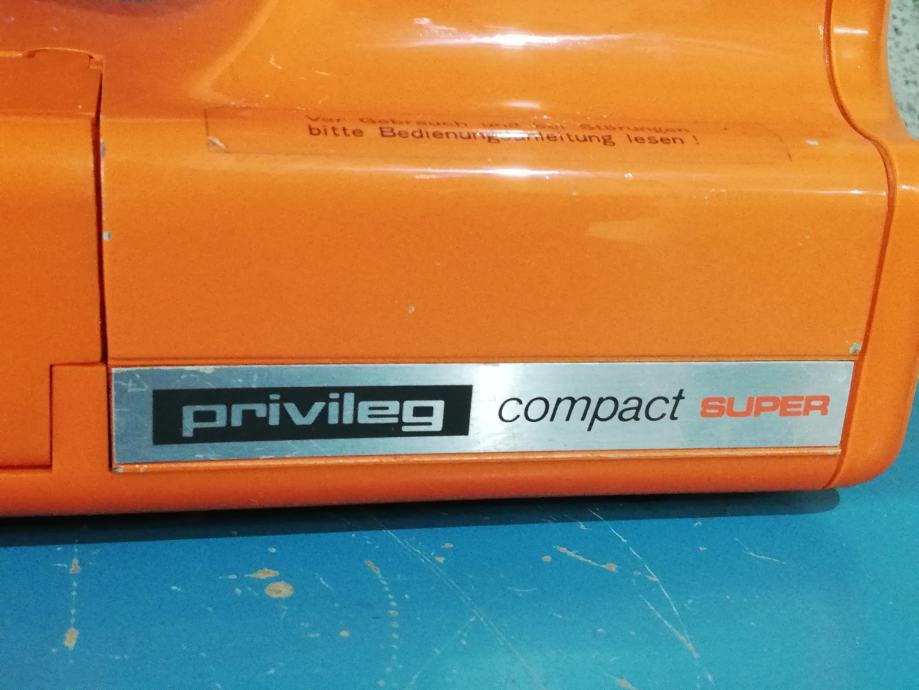 Vor Gebrauch und bei Störungen
bitte Bedienungsanleitung lesen!
privileg compact SUPER